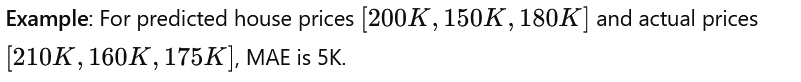 Example: For predicted house prices [200K, 150K, 180K] and actual prices
[210K, 160K, 175K], MAE is 5K.